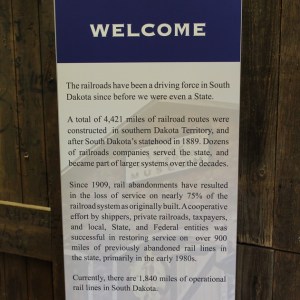 WELCOME
The railroads have been a driving force in South
Dakota since before we were even a State.
A total of 4,421 miles of railroad routes were
constructed in southern Dakota Territory, and
after South Dakota's statehood in 1889. Dozens
of railroads companies served the state, and
became part of larger systems over the decades.
Since 1909, rail abandonments have resulted
in the loss of service on nearly 75% of the
railroad system as originally built. A cooperative
effort by shippers, private railroads, taxpayers,
and local, State, and Federal entities was
successful in restoring service on over 900
miles of previously abandoned rail lines in
the state, primarily in the early 1980s.
Currently, there are 1,840 miles of operational
rail lines in South Dakota.